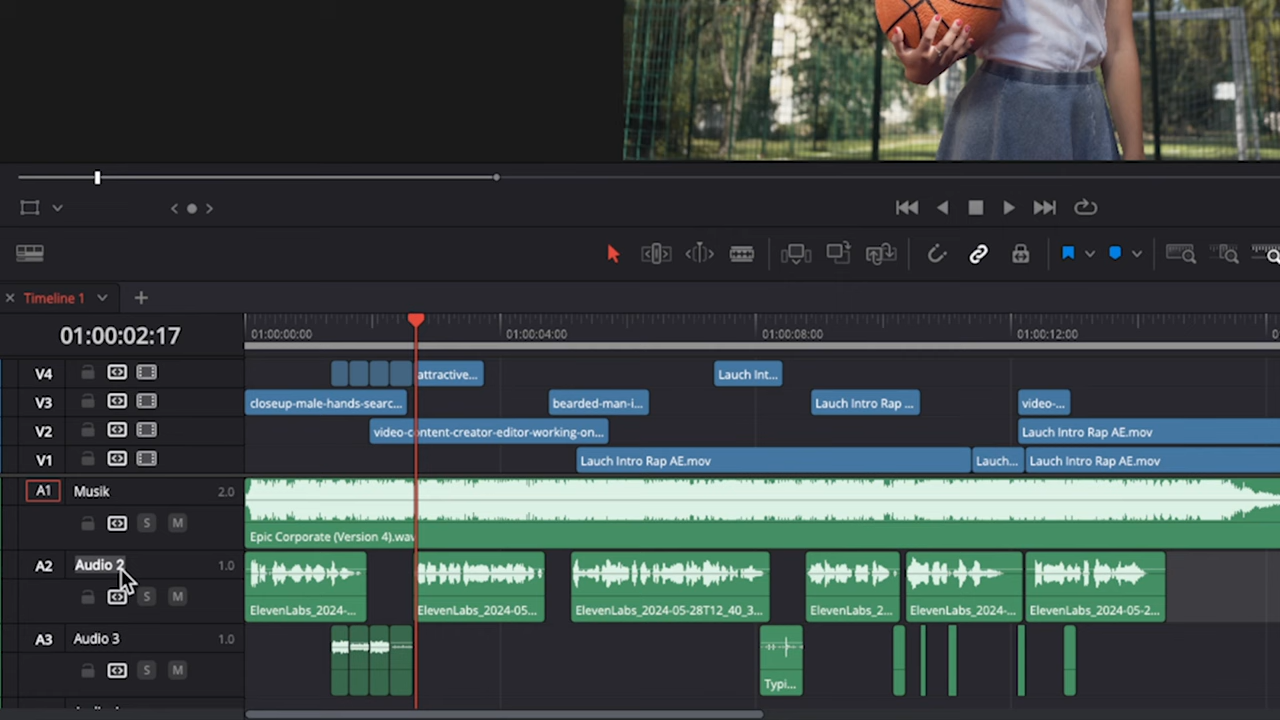 Timeline 1
01:00:02:17
01:00:00:00
01:00:04:00
01:00:08:00
01:00:12:00
V4
attractive...
Lauch Int...
V3
closeup-male-hands-searc...
bearded-man-i...
Lauch Intro Rap ...
video-...
V2
video-content-creator-editor-working-on...
Lauch Intro Rap AE.mov
V1
Lauch Intro Rap AE.mov
Lauch...
Lauch Intro Rap AE.mov
A1
Musik
2.0
S
M
Epic Corporate (Version 4).wav
A2
Audio 2
1.0
S
M
ElevenLabs_2024-...
ElevenLabs_2024-05...
ElevenLabs_2024-05-28T12_40_3...
ElevenLabs_2...
ElevenLabs_2024-...
ElevenLabs_2024-05-2...
A3
Audio 3
1.0
S
M
Typi...